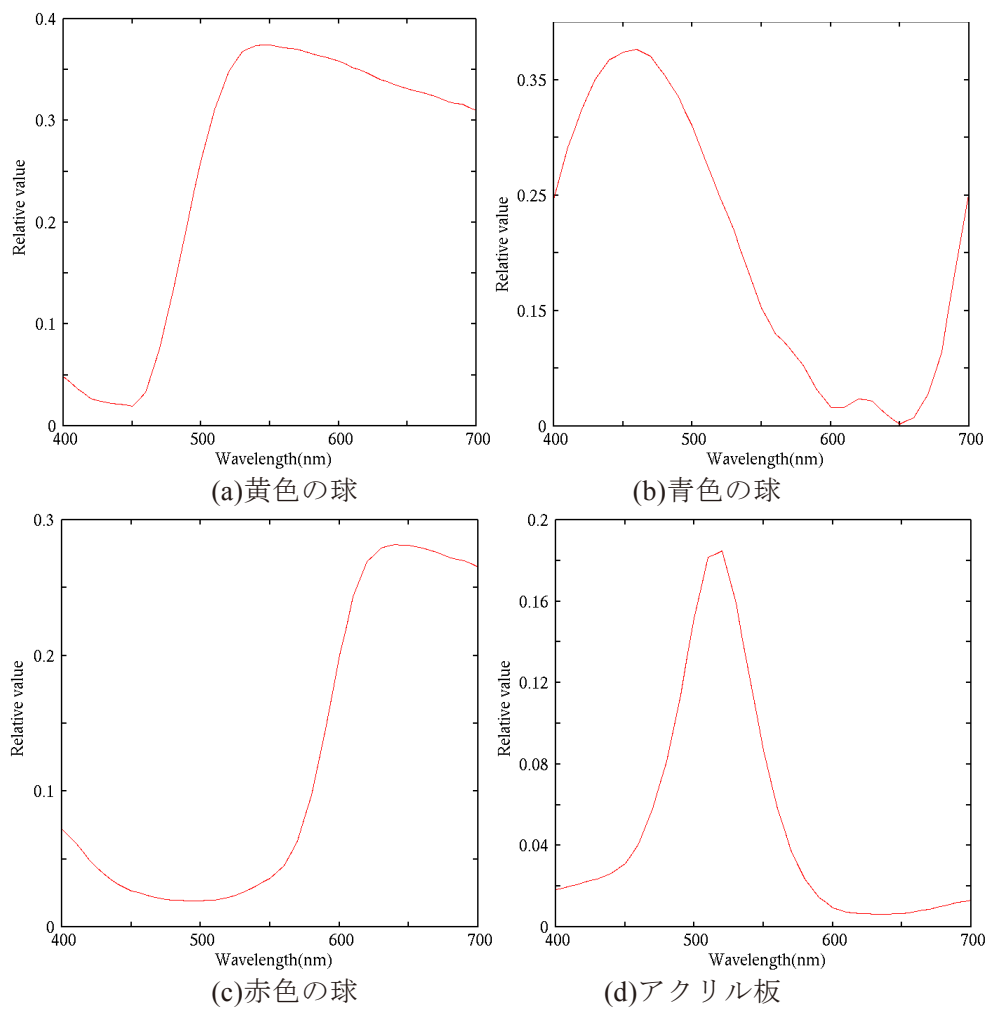 0.4
0.3
0.2
0.1
0
Relative value
400
500
600
700
Wavelength(nm)
(a)黄色の球
0.35
0.25
0.15
0
Relative value
400
500
600
700
Wavelength(nm)
(b)青色の球
0.3
0.2
0.1
0
Relative value
400
500
600
700
Wavelength(nm)
(c)赤色の球
0.2
0.16
0.12
0.08
0.04
0
Relative value
400
500
600
700
Wavelength(nm)
(d)アクリル板